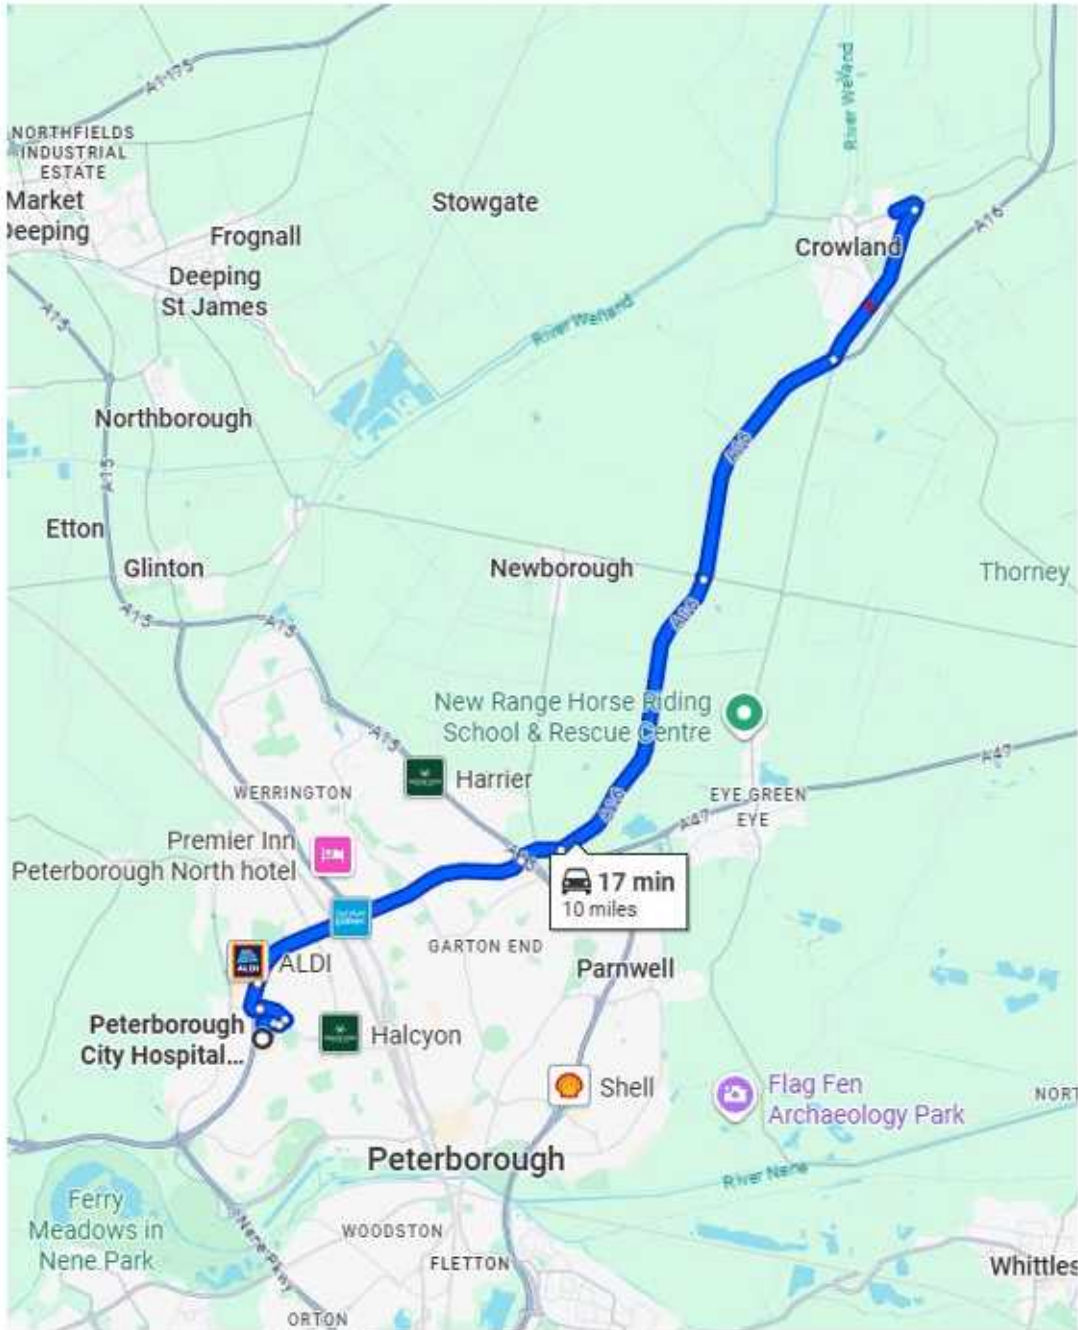 A1175
NORTHFIELDS
INDUSTRIAL
ESTATE
Market
Deeping
Frognall
Deeping
St James
Stowgate
River Welland
River Welland
Crowland
A16
A15
Northborough
A15
A16
Etton
Glinton
Newborough
Thorney
A15
A15
A16
New Range Horse Riding
School & Rescue Centre
A15
A47
Harrier
WERRINGTON
EYE GREEN
EYE
A16
A47
Premier Inn
Peterborough North hotel
17 min
10 miles
GARTON END
ALDI
ALDI
Parnwell
Peterborough
City Hospital...
Halcyon
Shell
Flag Fen
Archaeology Park
NORT
Peterborough
River Nene
Ferry
Meadows in
Nene Park
Nene Pkwy
WOODSTON
FLETTON
Whittles
ORTON